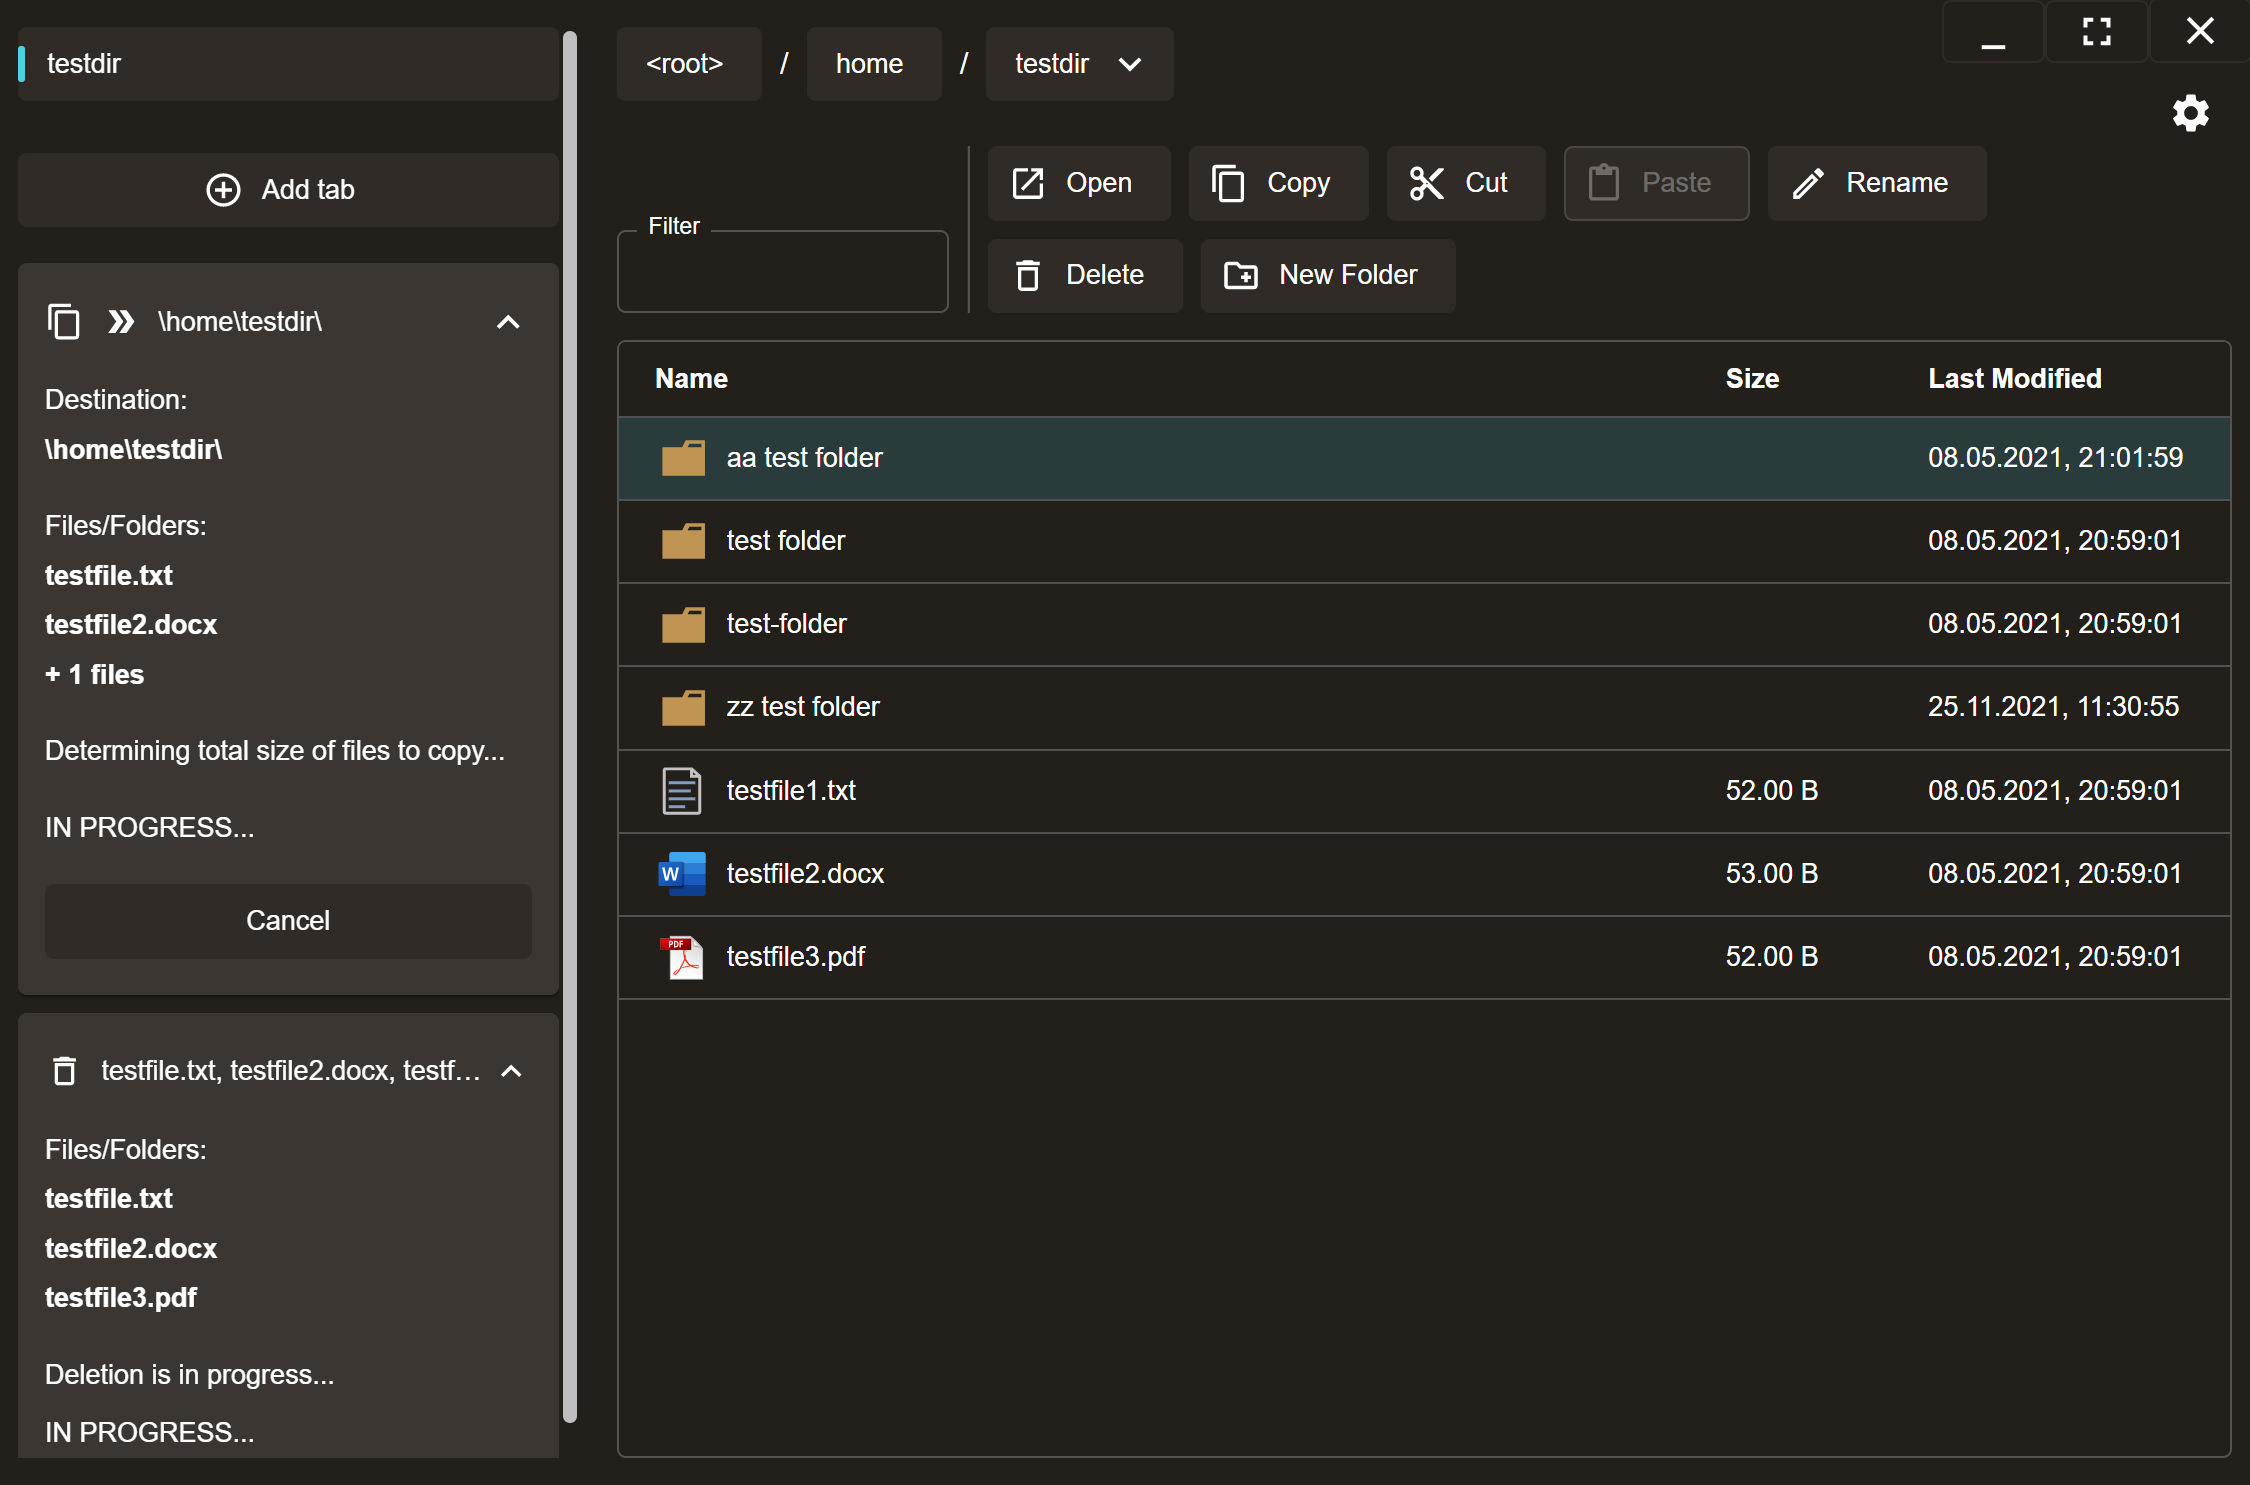 testdir
Add tab
\home\testdir\
Destination:
\home\testdir\
Files/Folders:
testfile.txt
testfile2.docx
+ 1 files
Determining total size of files to copy...
IN PROGRESS...
Cancel
testfile.txt, testfile2.docx, testf...
Files/Folders:
testfile.txt
testfile2.docx
testfile3.pdf
Deletion is in progress...
IN PROGRESS...
<root> / home / testdir
Filter
Open Copy Cut Paste Rename
Delete New Folder
Name Size Last Modified
aa test folder 08.05.2021, 21:01:59
test folder 08.05.2021, 20:59:01
test-folder 08.05.2021, 20:59:01
zz test folder 25.11.2021, 11:30:55
testfile1.txt 52.00 B 08.05.2021, 20:59:01
W testfile2.docx 53.00 B 08.05.2021, 20:59:01
PDF testfile3.pdf 52.00 B 08.05.2021, 20:59:01